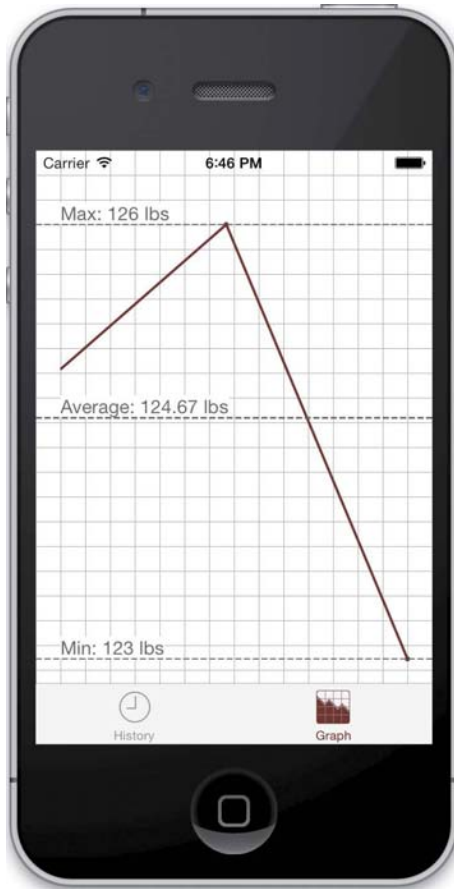 Carrier 6:46 PM
Max: 126 lbs
Average: 124.67 lbs
Min: 123 lbs
History Graph